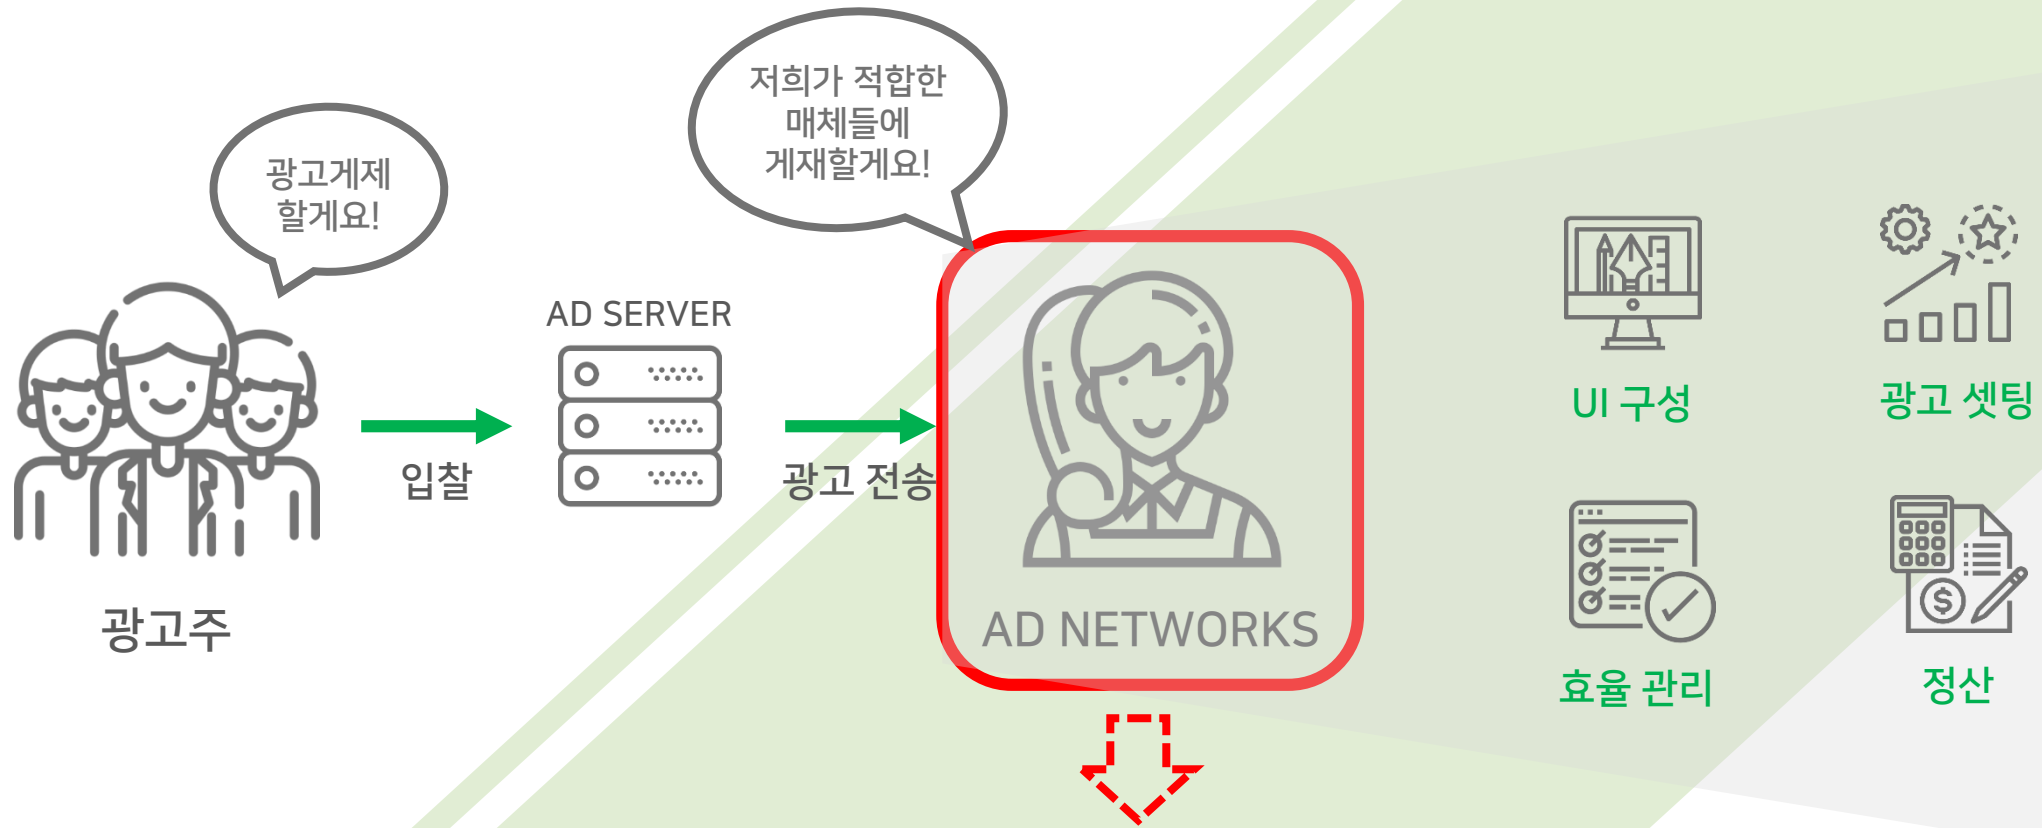 저희가 적합한
매체들에
게재할게요!
광고게제
할게요!
AD SERVER
입찰
광고 전송
광고주
AD NETWORKS
UI 구성
광고 셋팅
효율 관리
정산